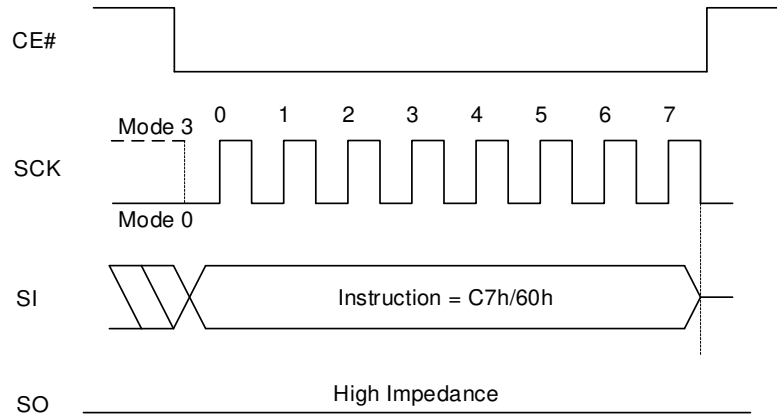 CE#
0 1 2 3 4 5 6 7
Mode 3
SCK
Mode 0
SI
Instruction = C7h/60h
High Impedance
SO